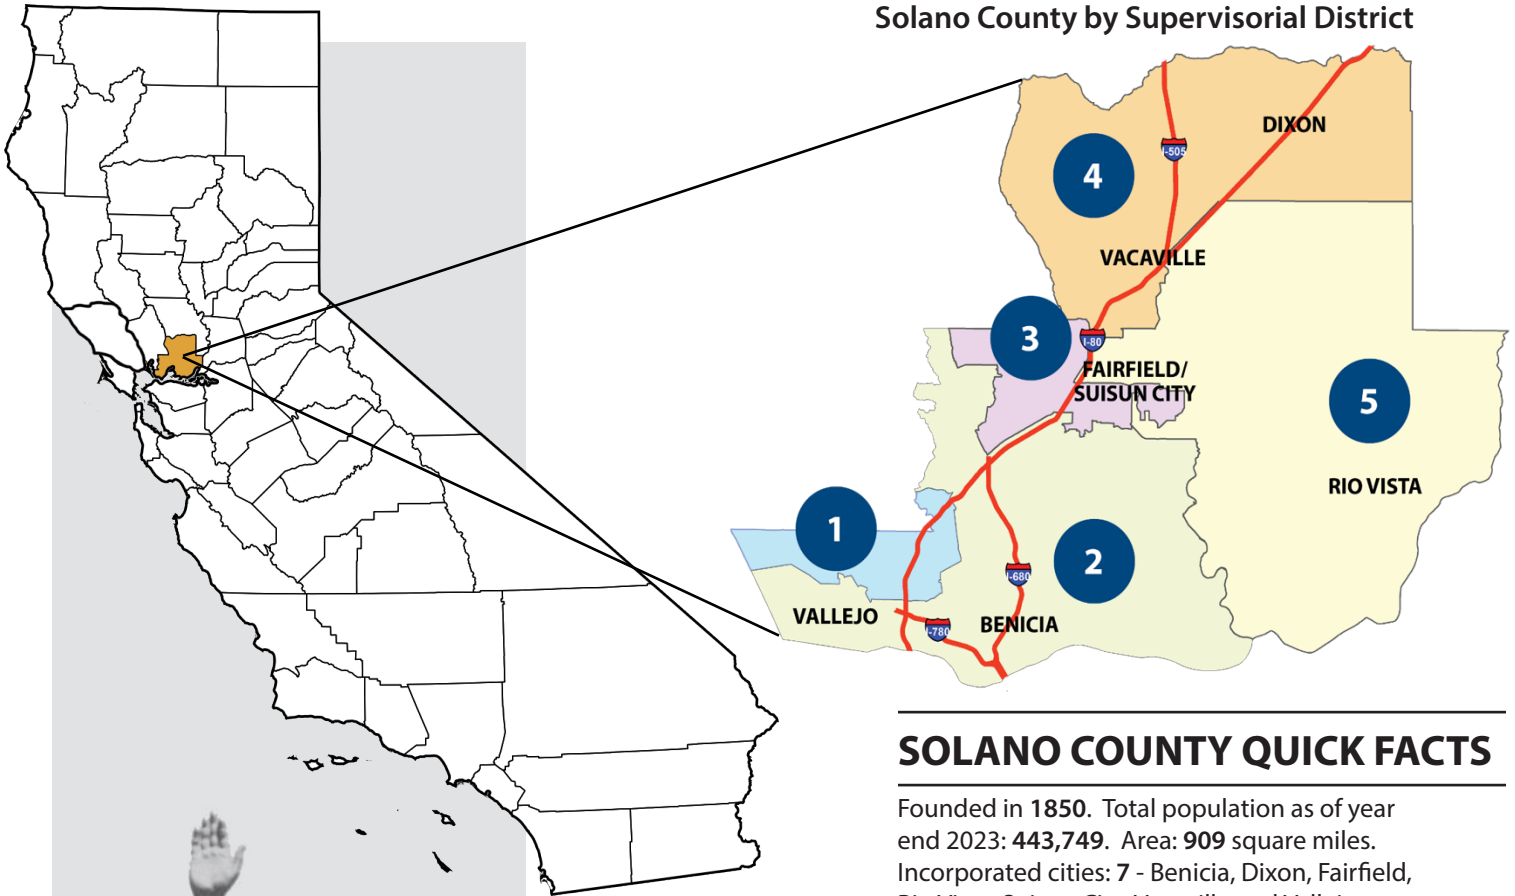 Solano County by Supervisorial District
DIXON
I-505
4
VACAVILLE
3
I-80
FAIRFIELD/
SUISUN CITY
5
RIO VISTA
1
2
I-680
VALLEJO
I-780
BENICIA
SOLANO COUNTY QUICK FACTS
Founded in 1850. Total population as of year
end 2023: 443,749. Area: 909 square miles.
Incorporated cities: 7 - Benicia, Dixon, Fairfield,